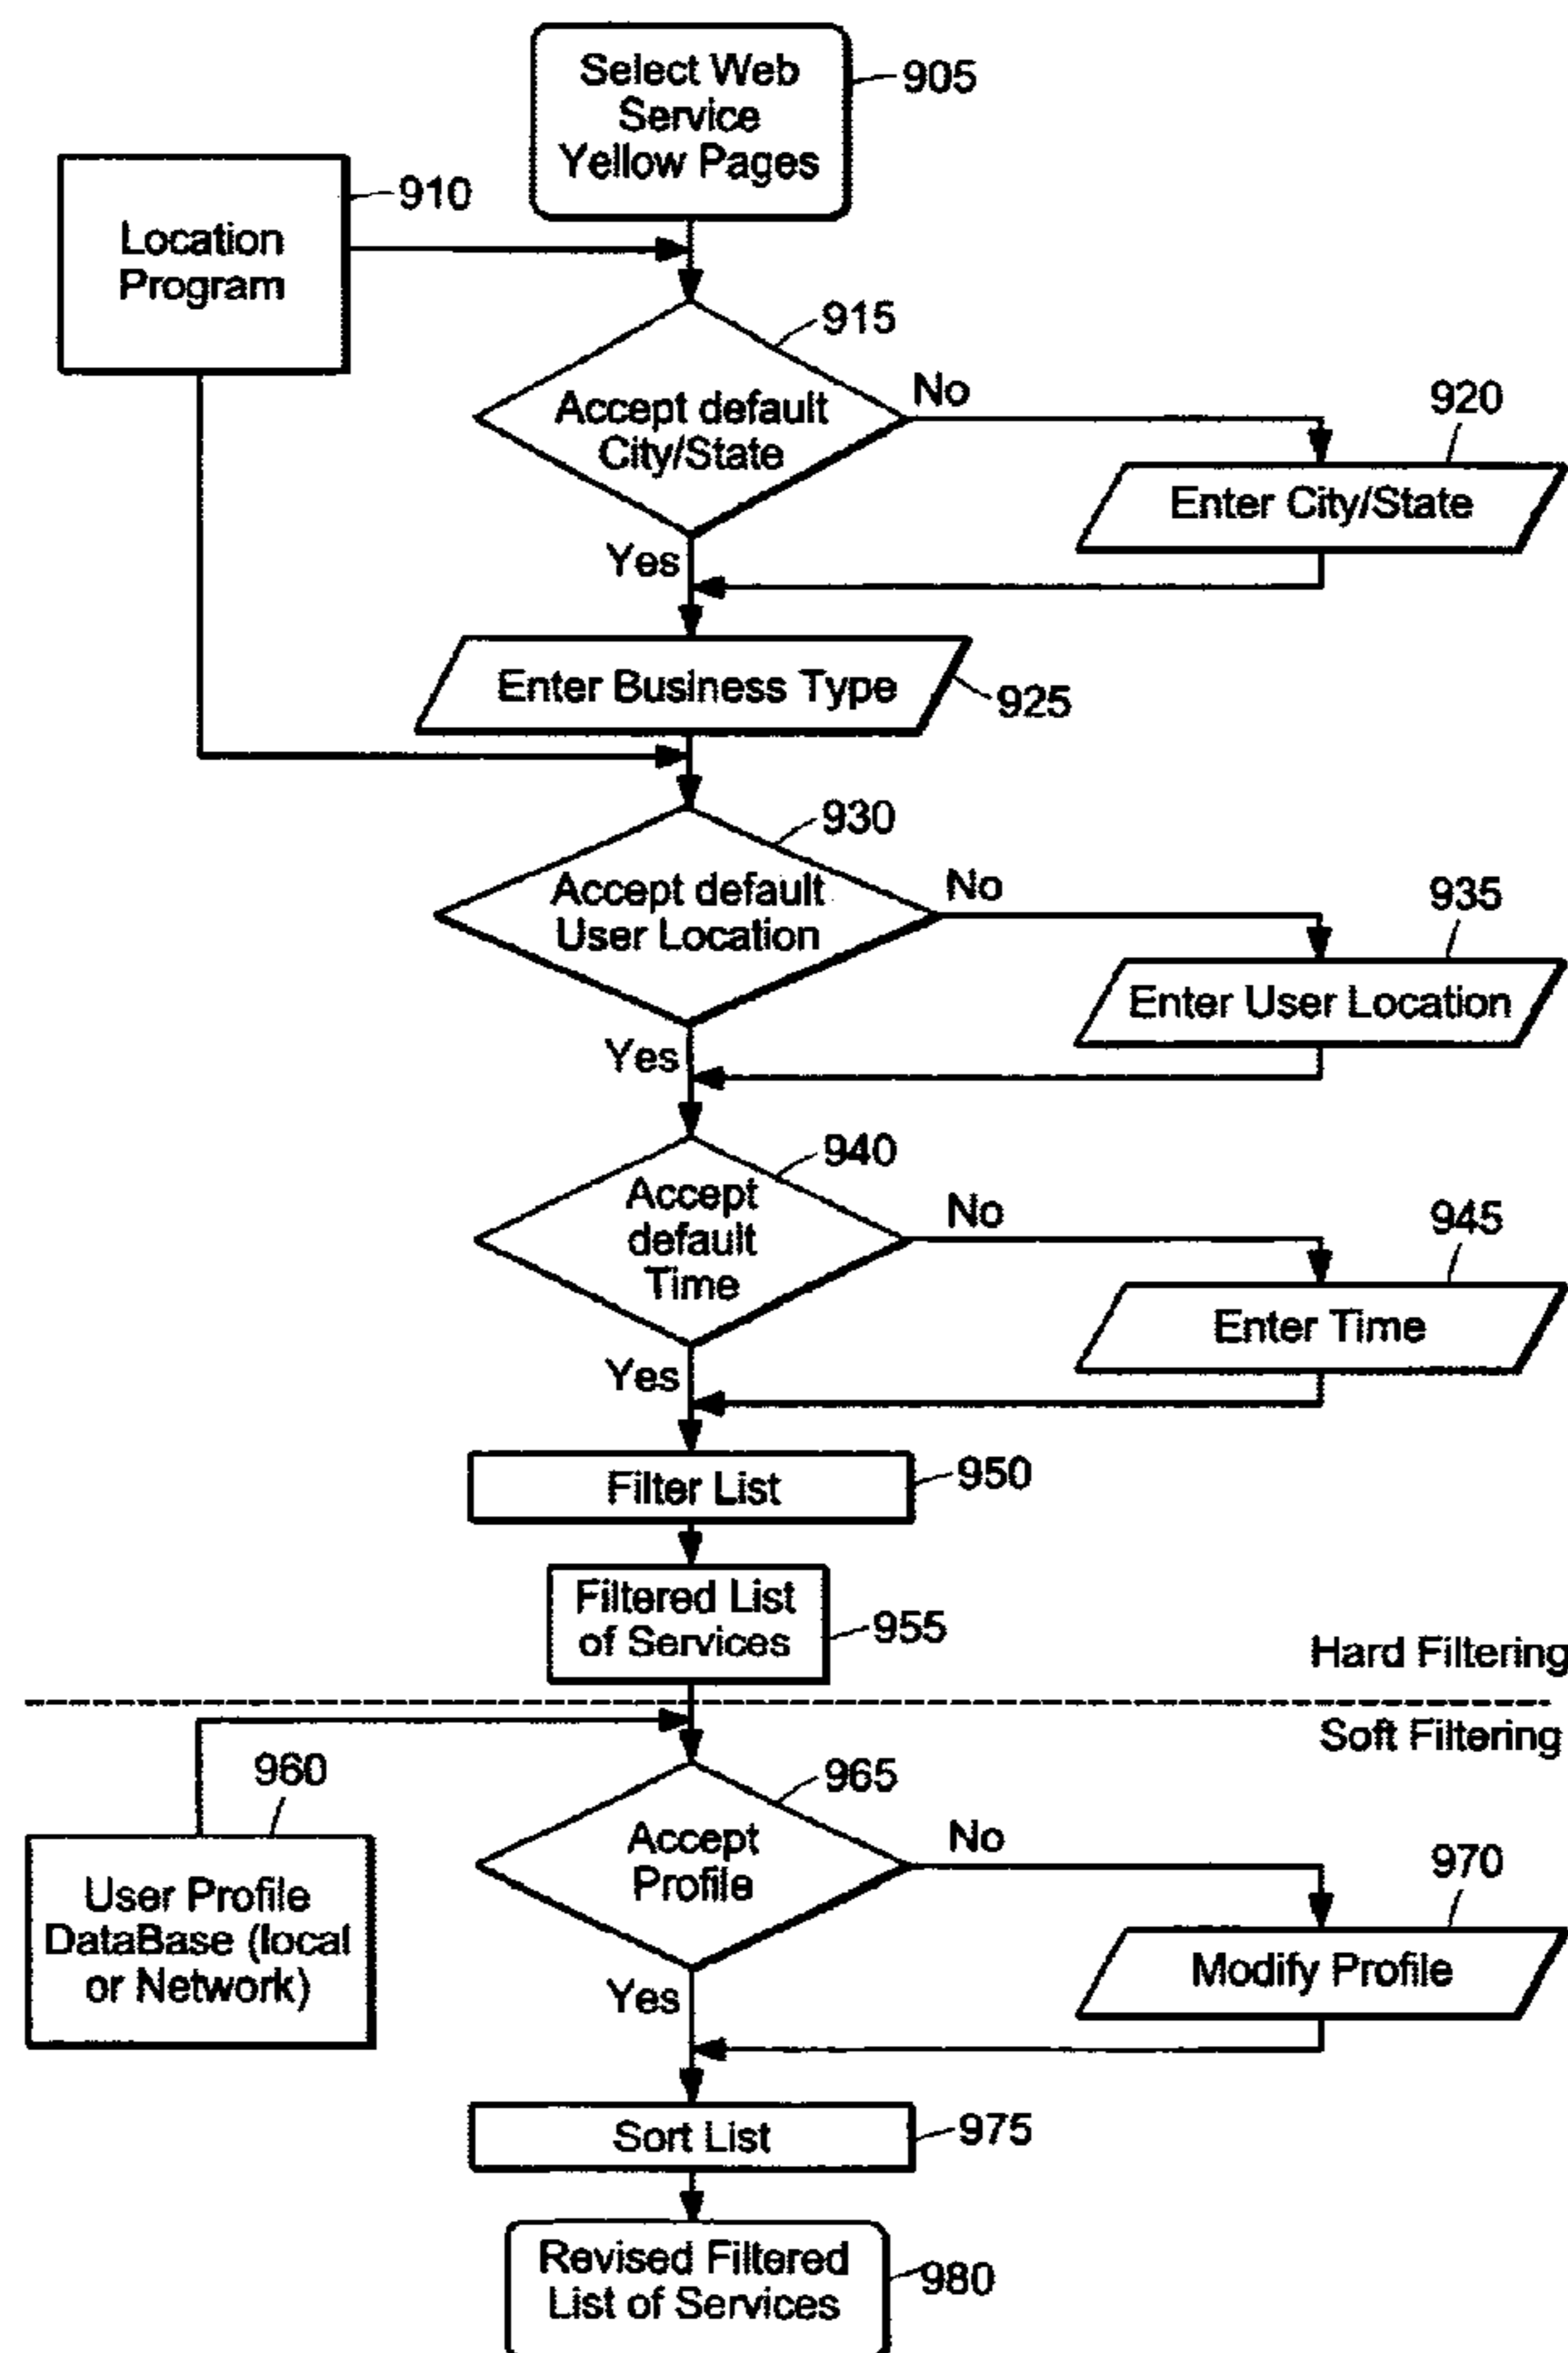 Select Web
Service
Yellow Pages
905
910
Location
Program
915
Accept default
City/State
No
920
Enter City/State
Yes
Enter Business Type
925
930
Accept default
User Location
No
935
Enter User Location
Yes
940
Accept
default
Time
No
945
Enter Time
Yes
Filter List
950
Filtered List
of Services
955
Hard Filtering
Soft Filtering
960
User Profile
DataBase (local
or Network)
965
Accept
Profile
No
970
Modify Profile
Yes
Sort List
975
Revised Filtered
List of Services
980